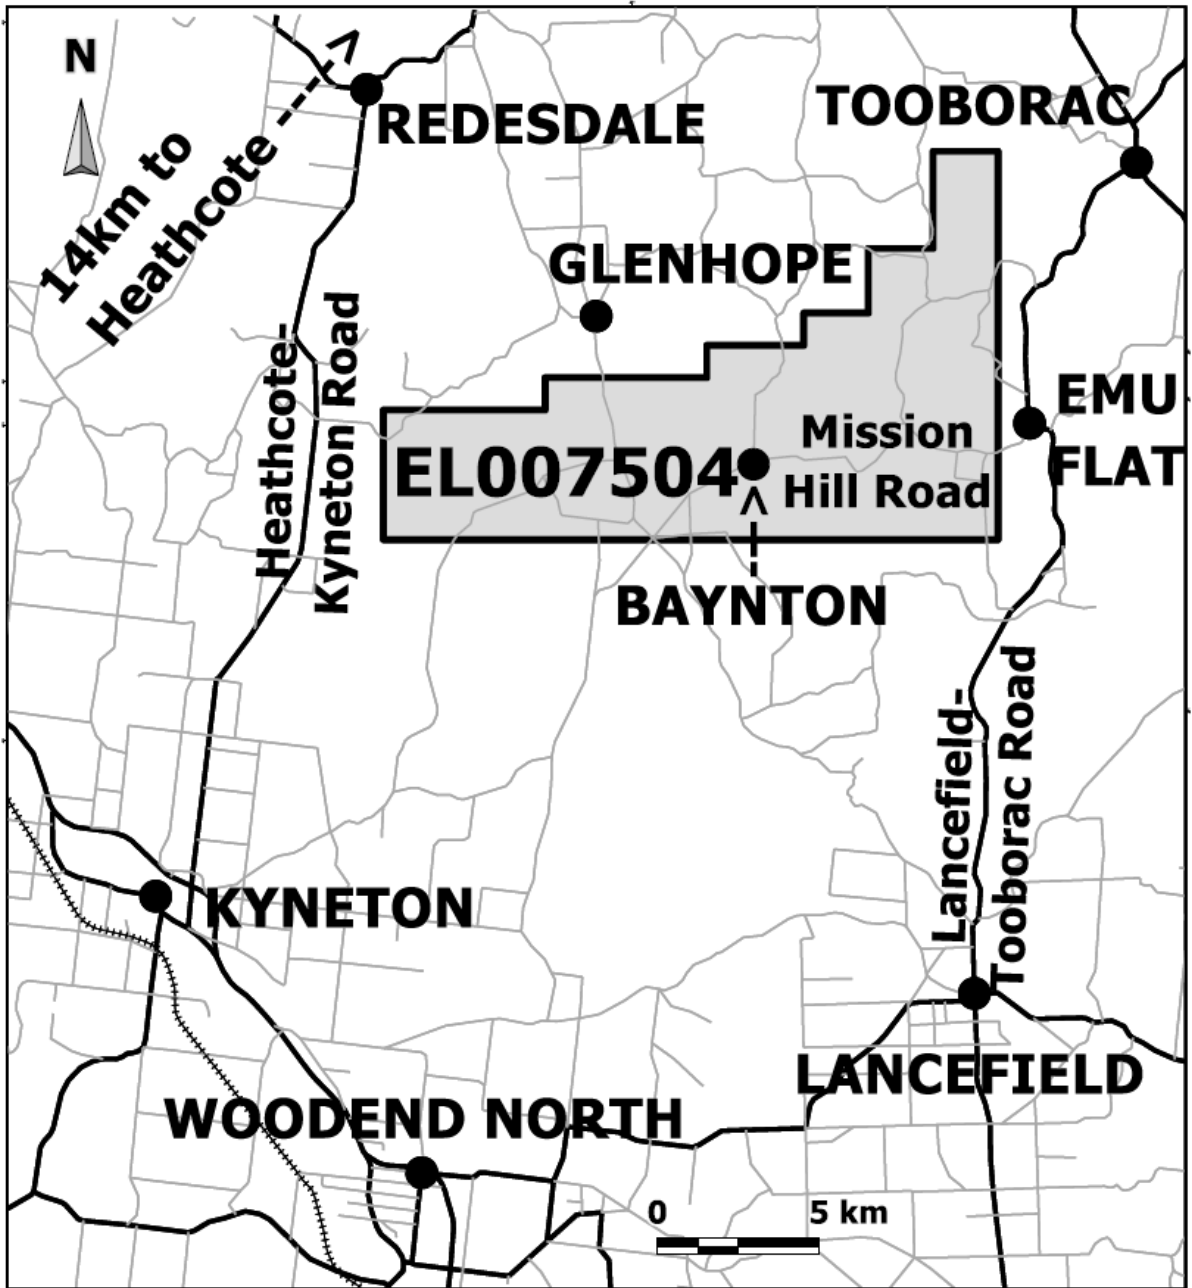 N
14km to
Heathcote
REDESDALE
TOOBORAC
GLENHOPE
Heathcote-
Kyneton Road
EMU
FLAT
EL007504
Mission
Hill Road
BAYNTON
Lancefield-
Tooborac Road
KYNETON
LANCEFIELD
WOODEND NORTH
0 5 km